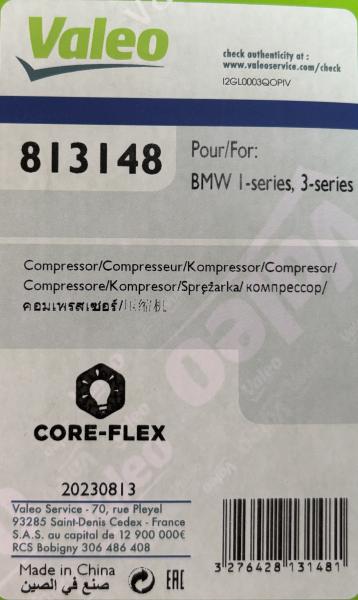 Valeo
check authenticity at :
www.valeoservice.com/check
I2GL0003QOPIV
813148
Pour/For:
BMW 1-series, 3-series
Compressor/Compresseur/Kompressor/Compresor/
Compressore/Kompresor/Sprężarka/компрессор/
คอมเพรสเซอร์/压缩机
CORE-FLEX
20230813
Valeo Service - 70, rue Pleyel
93285 Saint-Denis Cedex - France
S.A.S. au capital de 12 900 000€
RCS Bobigny 306 486 408
Made in China
صنع في الصين
EAC
3 276428 131481